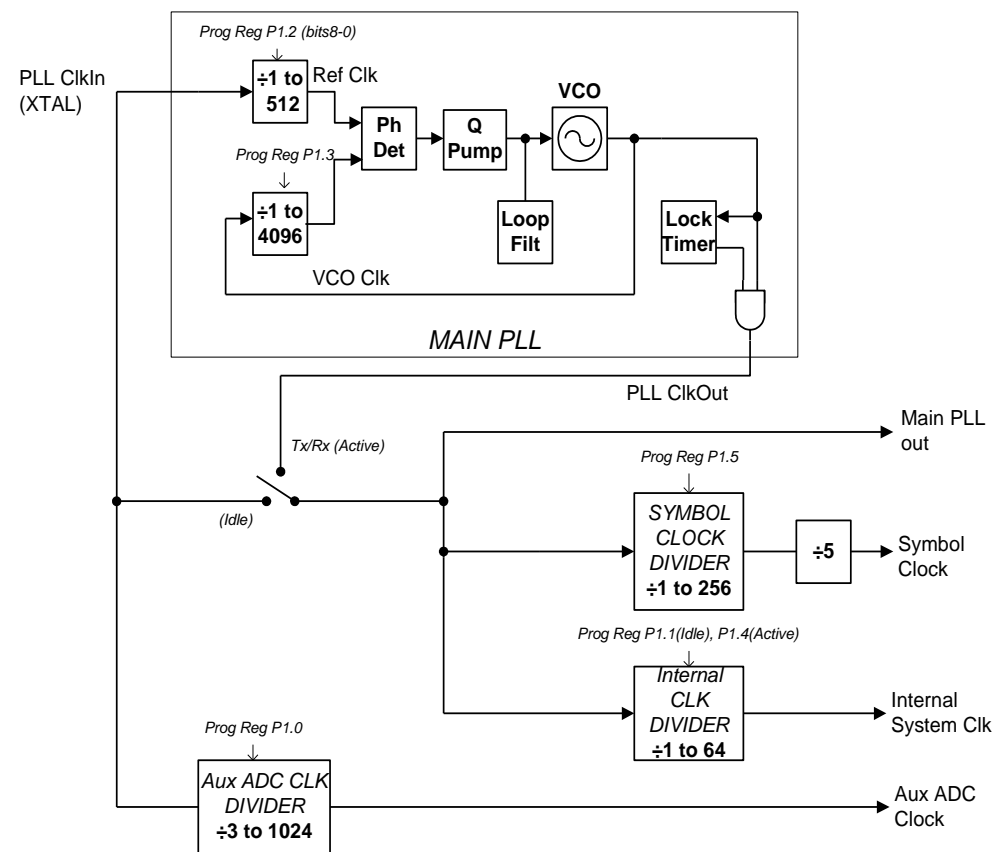 Prog Reg P1.2 (bits8-0)
PLL ClkIn
(XTAL)
÷1 to
512
Ref Clk
Ph
Det
Q
Pump
VCO
Prog Reg P1.3
÷1 to
4096
Loop
Filt
Lock
Timer
VCO Clk
MAIN PLL
PLL ClkOut
Main PLL
out
Tx/Rx (Active)
(Idle)
Prog Reg P1.5
SYMBOL
CLOCK
DIVIDER
÷1 to 256
÷5
Symbol
Clock
Prog Reg P1.1(Idle), P1.4(Active)
Internal
CLK
DIVIDER
÷1 to 64
Internal
System Clk
Prog Reg P1.0
Aux ADC CLK
DIVIDER
÷3 to 1024
Aux ADC
Clock